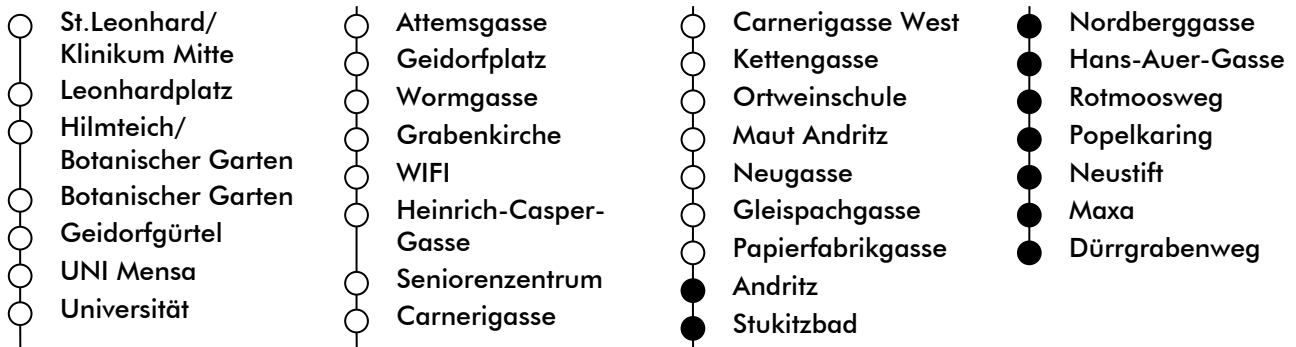 St.Leonhard/
Klinikum Mitte
Leonhardplatz
Hilmteich/
Botanischer Garten
Botanischer Garten
Geidorfgürtel
UNI Mensa
Universität
Attemsgasse
Geidorfplatz
Wormgasse
Grabenkirche
WIFI
Heinrich-Casper-
Gasse
Seniorenzentrum
Carnerigasse
Carnerigasse West
Kettengasse
Ortweinschule
Maut Andritz
Neugasse
Gleispachgasse
Papierfabrikgasse
Andritz
Stukitzbad
Nordberggasse
Hans-Auer-Gasse
Rotmoosweg
Popelkaring
Neustift
Maxa
Dürrgrabenweg